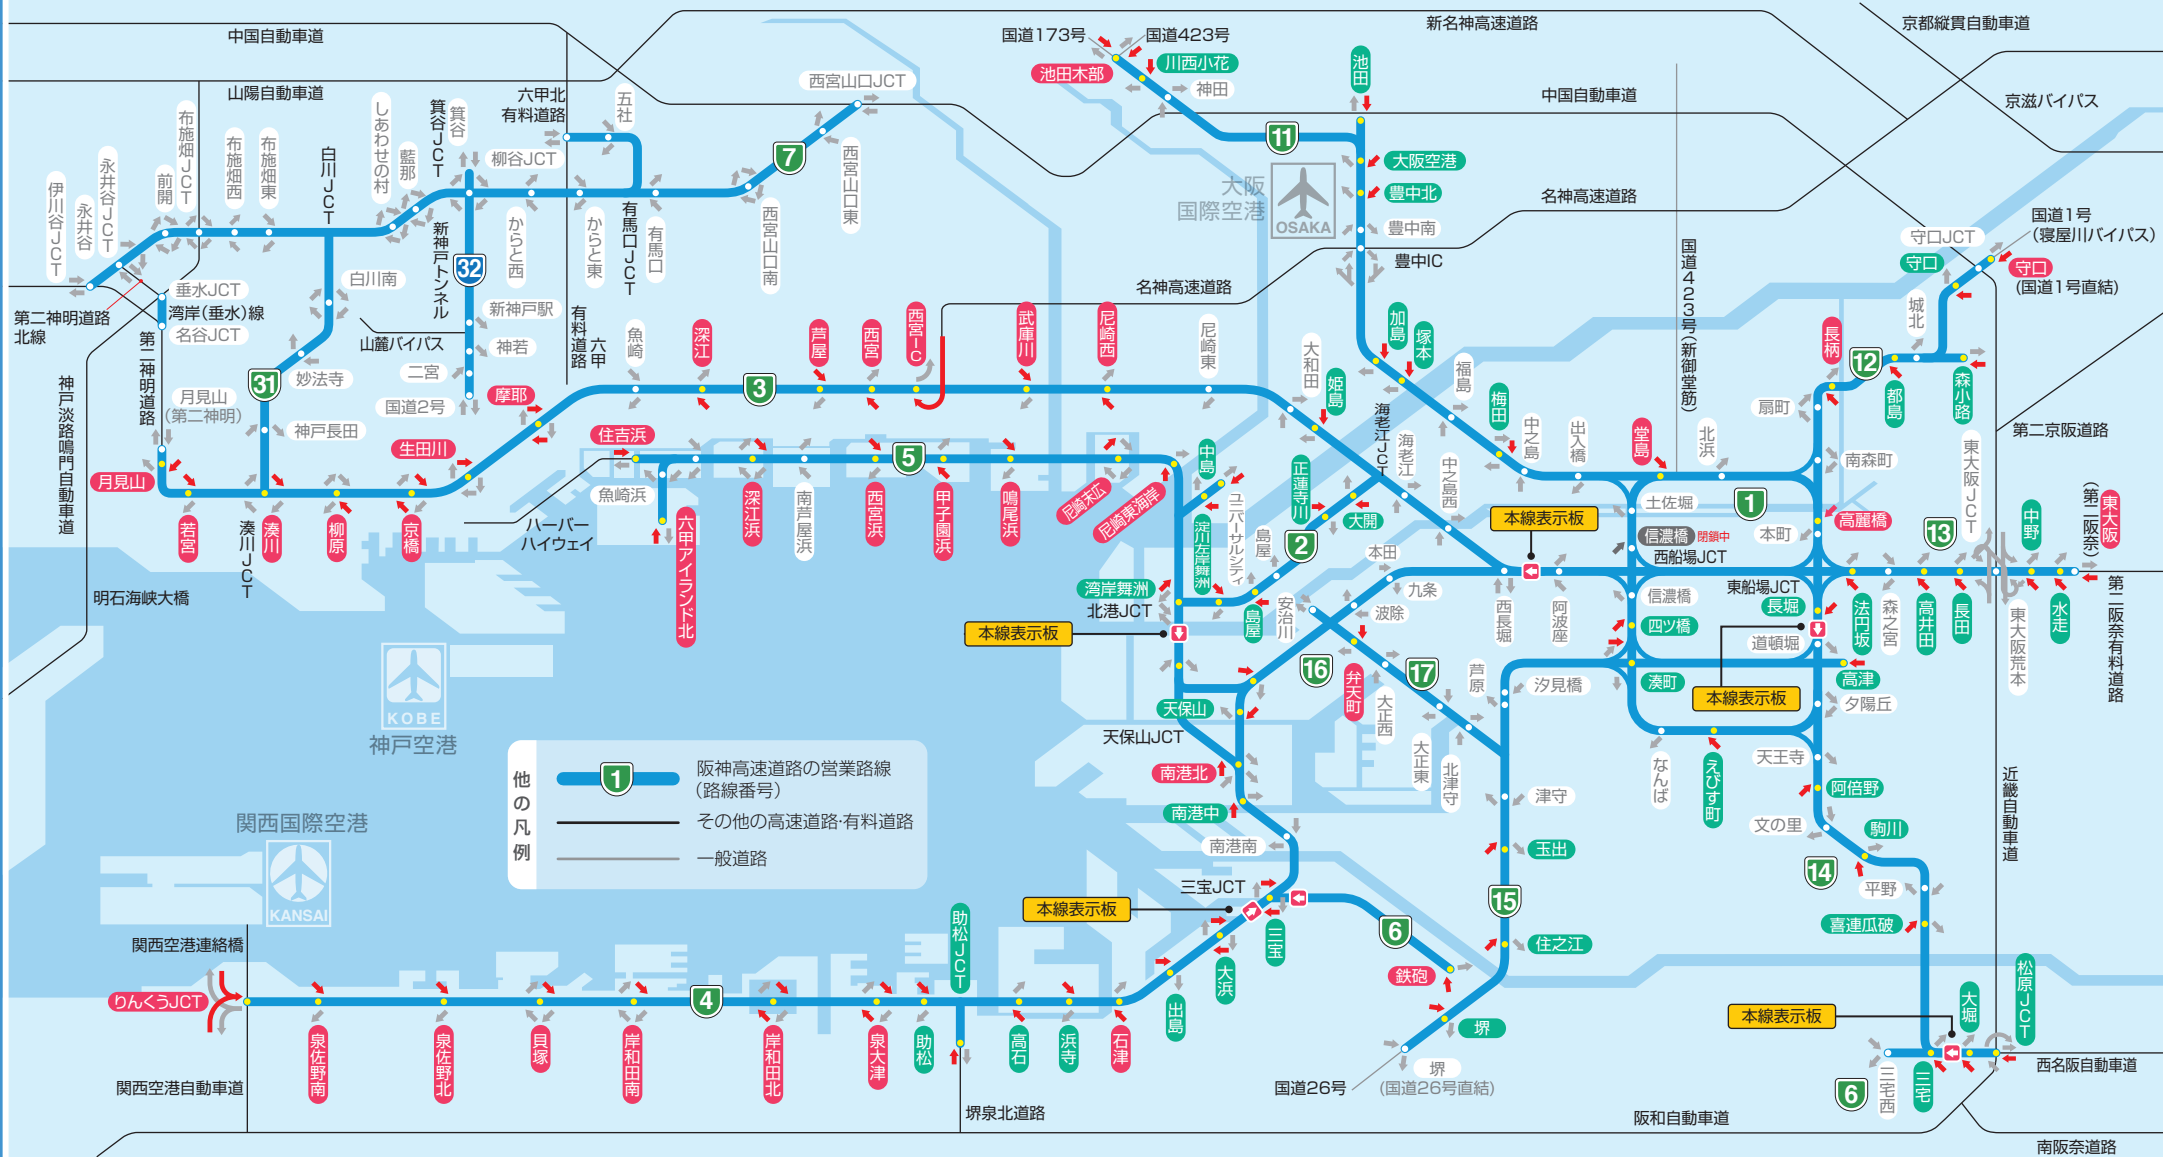 中国自動車道
山陽自動車道
新名神高速道路
京都縦貫自動車道
国道173号
国道423号
池田木部
川西小花
神田
池田
中国自動車道
京滋バイパス
西宮山口JCT
六甲北
有料道路
五社
柳谷JCT
箕谷
箕谷JCT
しあわせの村
藍那
白川JCT
布施畑東
布施畑西
布施畑JCT
前開
永井谷JCT
永井谷
伊川谷JCT
7
11
大阪空港
豊中北
豊中南
豊中IC
大阪
国際空港
OSAKA
名神高速道路
名神高速道路
国道423号(新御堂筋)
国道1号
(寝屋川バイパス)
守口JCT
守口
守口
(国道1号直結)
城北
西宮山口東
西宮山口南
有馬口
有馬口JCT
からと東
からと西
新神戸トンネル
32
新神戸駅
神若
二宮
国道2号
山麓バイパス
白川南
妙法寺
31
神戸長田
月見山
(第二神明)
垂水JCT
湾岸(垂水)線
名谷JCT
第二神明道路
北線
第二神明道路
神戸淡路鳴門自動車道
六甲
有料道路
魚崎
深江
3
芦屋
西宮
西宮IC
武庫川
尼崎西
尼崎東
大和田
姫島
海老江JCT
海老江
加島
塚本
福島
梅田
中之島
中之島西
出入橋
堂島
北浜
長柄
12
扇町
南森町
都島
森小路
第二京阪道路
東大阪JCT
(第二阪奈)
東大阪
中野
13
摩耶
生田川
月見山
若宮
湊川JCT
湊川
柳原
京橋
ハーバー
ハイウェイ
住吉浜
魚崎浜
六甲アイランド北
深江浜
南芦屋浜
西宮浜
5
甲子園浜
鳴尾浜
尼崎末広
尼崎東海岸
中島
淀川左岸舞洲
ユニバーサルシティ
島屋
正蓮寺川
大開
2
島屋
湾岸舞洲
北港JCT
本線表示板
安治川
本田
九条
波除
本線表示板
西長堀
阿波座
土佐堀
信濃橋
閉鎖中
西船場JCT
1
本町
高麗橋
東船場JCT
信濃橋
四ツ橋
長堀
道頓堀
本線表示板
法円坂
森之宮
高井田
長田
東大阪荒本
水走
第二阪奈有料道路
湊町
高津
夕陽丘
天王寺
なんば
えびす町
阿倍野
文の里
駒川
14
平野
喜連瓜破
近畿自動車道
16
弁天町
17
大正西
大正東
北津守
芦原
汐見橋
津守
玉出
15
住之江
堺
堺
(国道26号直結)
国道26号
天保山
天保山JCT
南港北
南港中
南港南
三宝JCT
本線表示板
三宝
大浜
出島
6
鉄砲
明石海峡大橋
KOBE
神戸空港
関西国際空港
KANSAI
関西空港連絡橋
他の凡例
1
阪神高速道路の営業路線
(路線番号)
その他の高速道路・有料道路
一般道路
りんくうJCT
泉佐野南
泉佐野北
貝塚
岸和田南
4
岸和田北
泉大津
助松
助松JCT
高石
浜寺
石津
関西空港自動車道
堺泉北道路
阪和自動車道
本線表示板
大堀
松原JCT
三宅西
三宅
6
西名阪自動車道
南阪奈道路